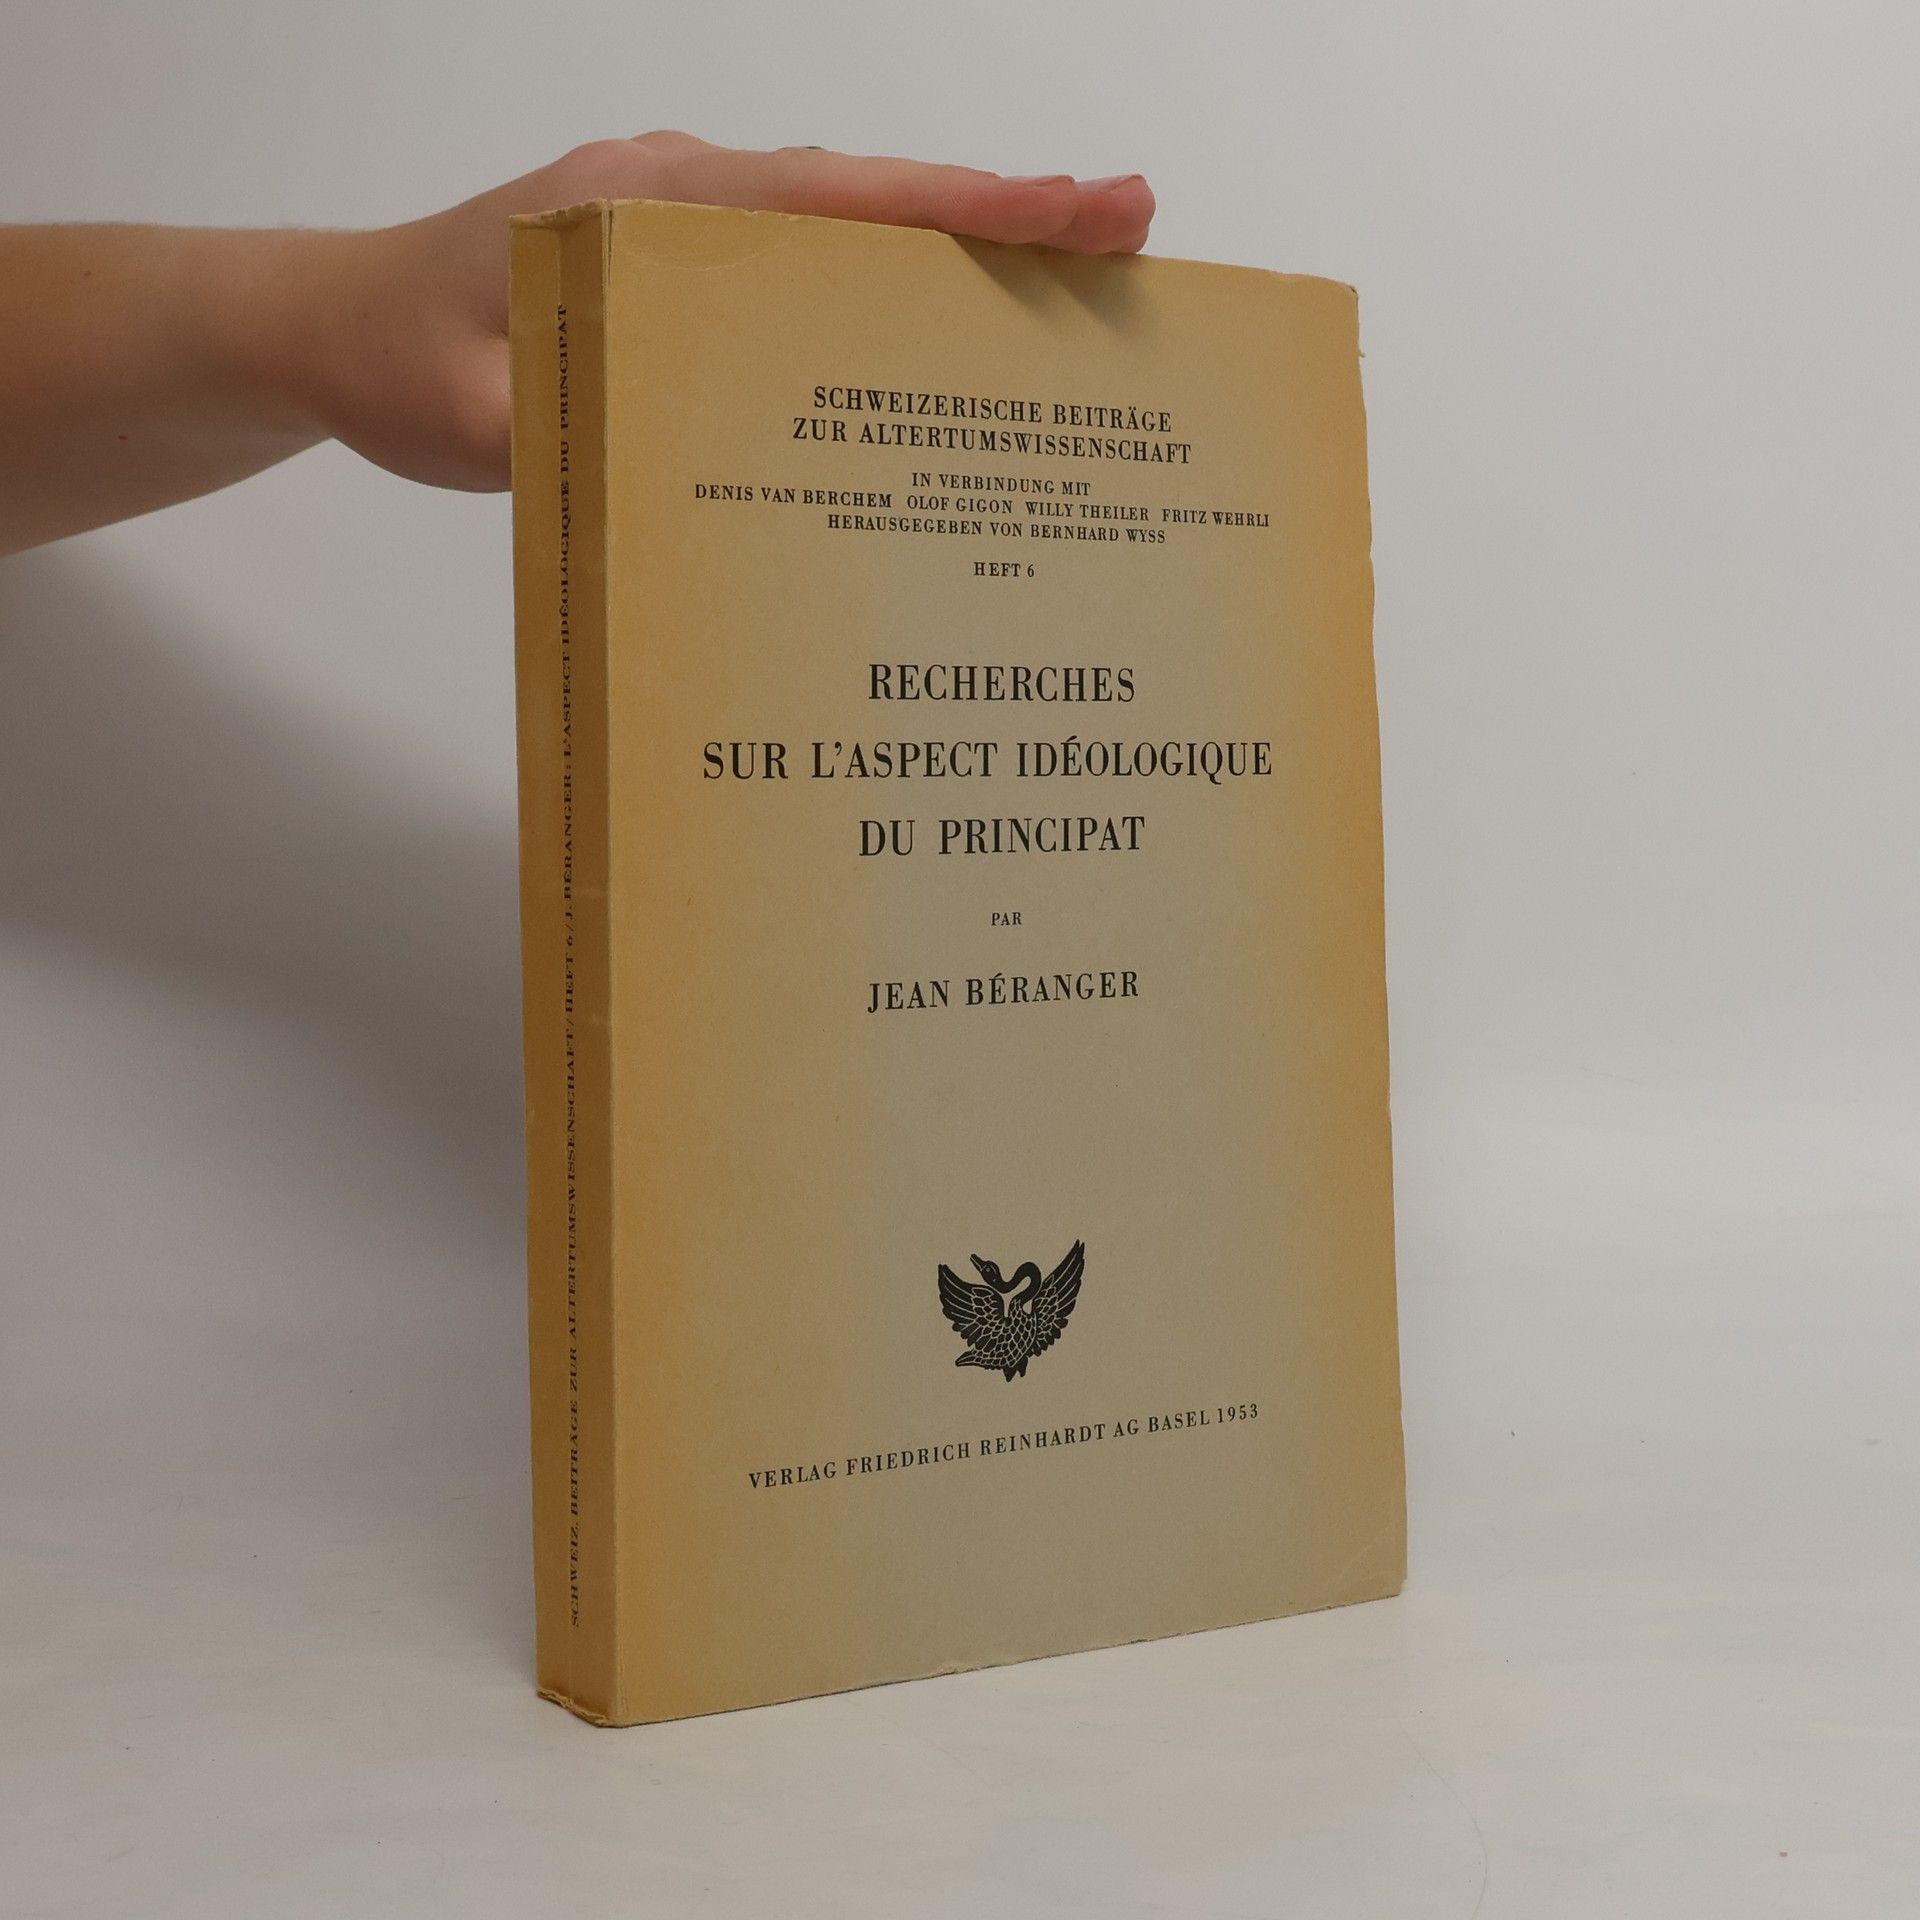 SCHWEIZERISCHE BEITRÄGE
ZUR ALTERTUMSWISSENSCHAFT
IN VERBINDUNG MIT
DENIS VAN BERCHEM OLOF GIGON WILLY THEILER FRITZ WEHRLI
HERAUSGEGEBEN VON BERNHARD WYSS
HEFT 6
RECHERCHES
SUR L'ASPECT IDÉOLOGIQUE
DU PRINCIPAT
PAR
JEAN BÉRANGER
VERLAG FRIEDRICH REINHARDT AG BASEL 1953
SCHWEIZ. BEITRÄGE ZUR ALTERTUMSWISSENSCHAFT / HEFT 6 / J. BÉRANGER: L'ASPECT IDÉOLOGIQUE DU PRINCIPAT